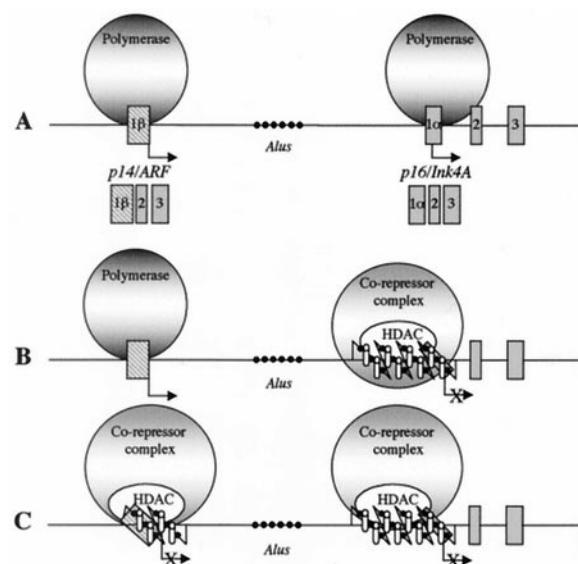 Polymerase
Polymerase
A
1β
1α
2
3
Alus
p14/ARF
p16/Ink4A
1β 2 3
1α 2 3
Polymerase
Co-repressor
complex
HDAC
B
Alus
X
Co-repressor
complex
Co-repressor
complex
HDAC
HDAC
C
X
Alus
X